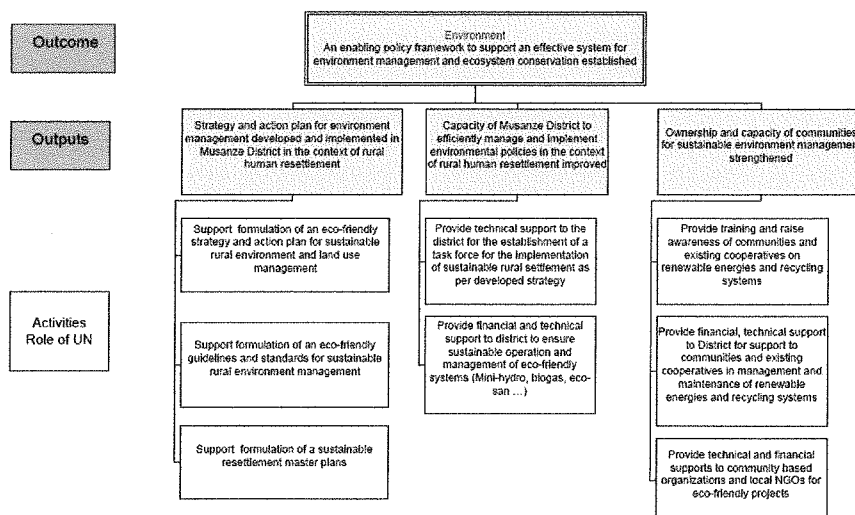 Outcome
Environment
An enabling policy framework to support an effective system for
environment management and ecosystem conservation established
Outputs
Strategy and action plan for environment
management developed and implemented in
Musanze District in the context of rural
human resettlement
Capacity of Musanze District to
efficiently manage and implement
environmental policies in the context
of rural human resettlement improved
Ownership and capacity of communities
for sustainable environment management
strengthened
Activities
Role of UN
Support formulation of an eco-friendly
strategy and action plan for sustainable
rural environment and land use
management
Support formulation of an eco-friendly
guidelines and standards for sustainable
rural environment management
Support formulation of a sustainable
resettlement master plans
Provide technical support to the
district for the establishment of a
task force for the implementation
of sustainable rural settlement as
per developed strategy
Provide financial and technical
support to district to ensure
sustainable operation and
management of eco-friendly
systems (Mini-hydro, biogas, eco-
san ...)
Provide training and raise
awareness of communities and
existing cooperatives on
renewable energies and recycling
systems
Provide financial, technical support
to District for support to
communities and existing
cooperatives in management and
maintenance of renewable
energies and recycling systems
Provide technical and financial
supports to community based
organizations and local NGOs for
eco-friendly projects